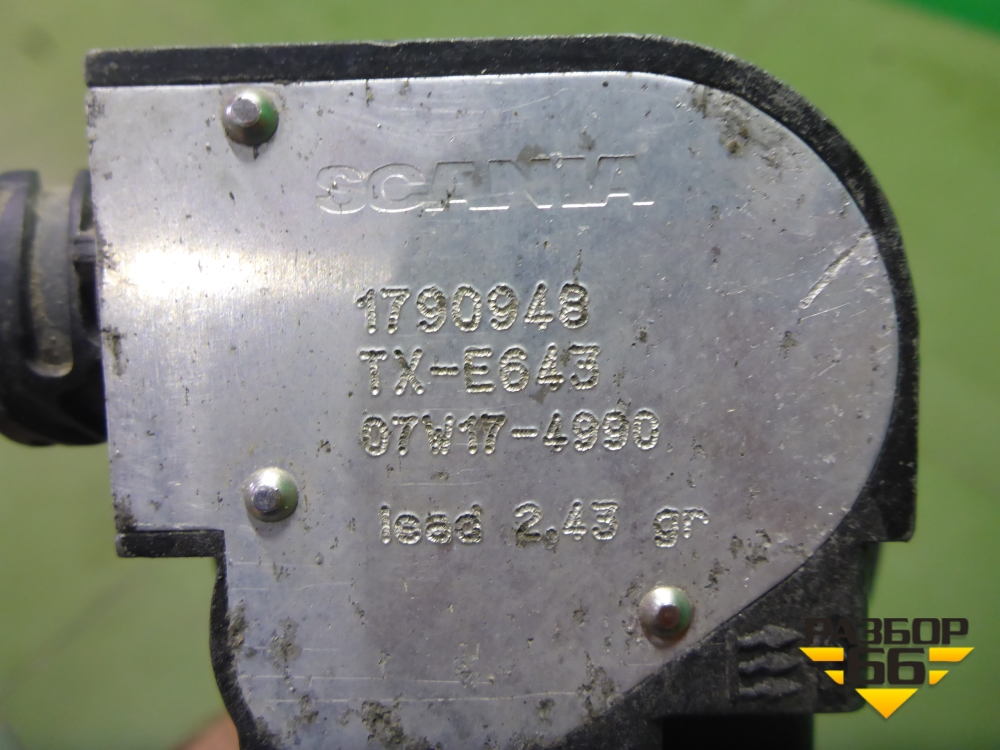 SCANIA
1790948
TX-E643
07W17-4990
lead 2,43 gr
РАЗБОР
66